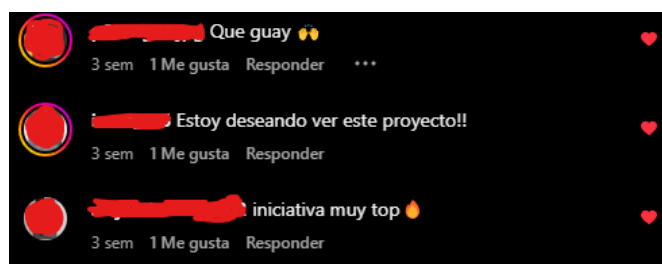 Que guay 🙌
3 sem 1 Me gusta Responder ...
Estoy deseando ver este proyecto!!
3 sem 1 Me gusta Responder
iniciativa muy top 🔥
3 sem 1 Me gusta Responder